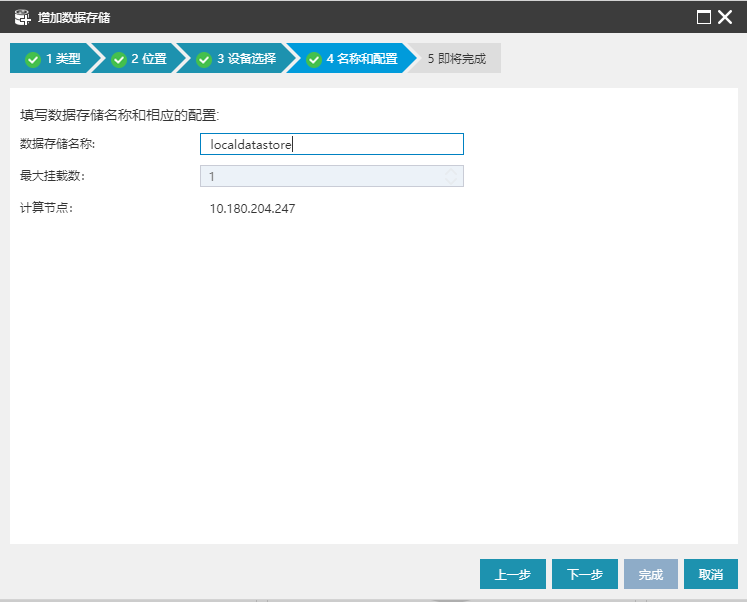 增加数据存储
1 类型 2 位置 3 设备选择 4 名称和配置 5 即将完成
填写数据存储名称和相应的配置:
数据存储名称: localdatastore
最大挂载数: 1
计算节点: 10.180.204.247
上一步 下一步 完成 取消